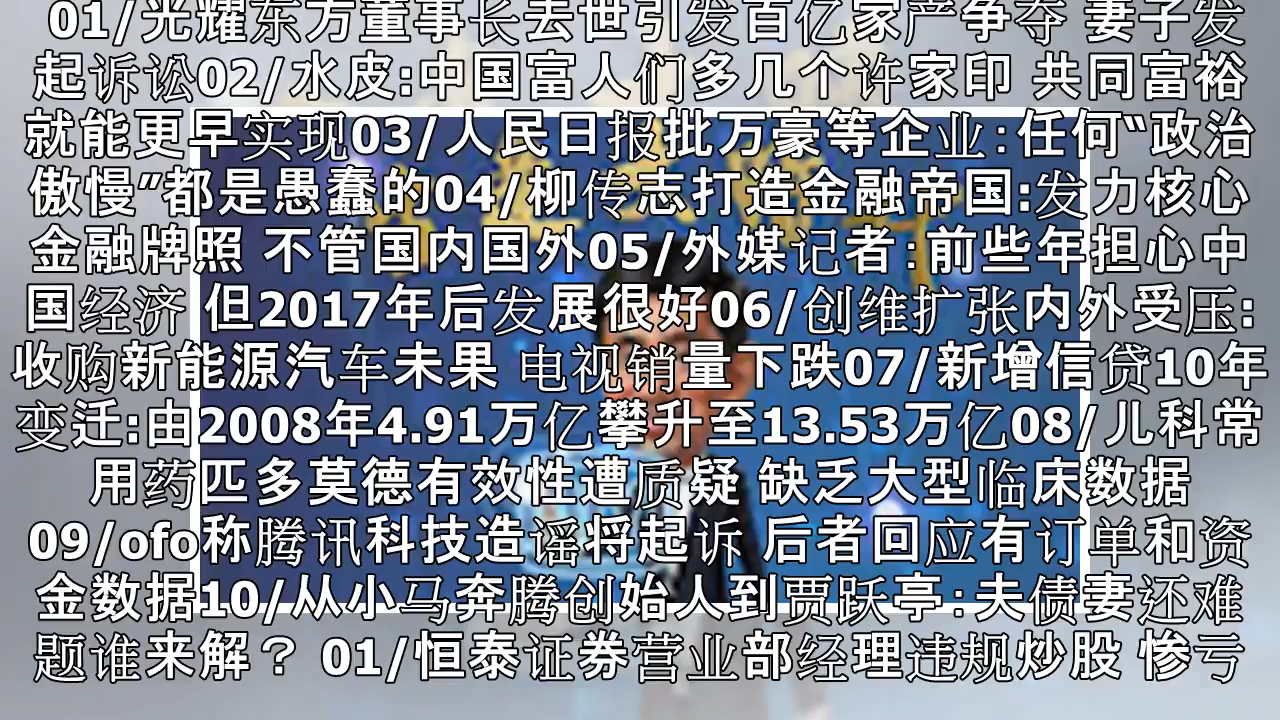 01/光耀东方董事长去世引发百亿家产争夺 妻子发
起诉讼02/水皮:中国富人们多几个许家印 共同富裕
就能更早实现03/人民日报批万豪等企业:任何“政治
傲慢”都是愚蠢的04/柳传志打造金融帝国:发力核心
金融牌照 不管国内国外05/外媒记者:前些年担心中
国经济 但2017年后发展很好06/创维扩张内外受压:
收购新能源汽车未果 电视销量下跌07/新增信贷10年
变迁:由2008年4.91万亿攀升至13.53万亿08/儿科常
用药匹多莫德有效性遭质疑 缺乏大型临床数据
09/ofo称腾讯科技造谣将起诉 后者回应有订单和资
金数据10/从小马奔腾创始人到贾跃亭:夫债妻还难
题谁来解？ 01/恒泰证券营业部经理违规炒股 惨亏